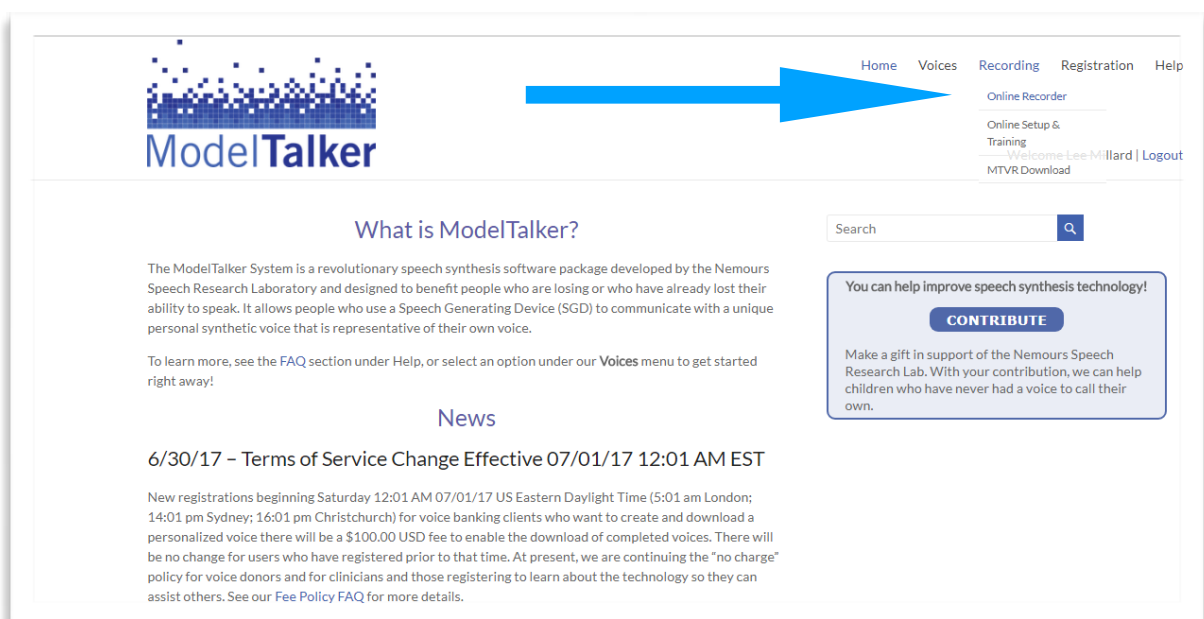 ModelTalker
Home Voices Recording Registration Help
Online Recorder
Online Setup &
Training
Welcome Lee Millard | Logout
MTVR Download
What is ModelTalker?
The ModelTalker System is a revolutionary speech synthesis software package developed by the Nemours
Speech Research Laboratory and designed to benefit people who are losing or who have already lost their
ability to speak. It allows people who use a Speech Generating Device (SGD) to communicate with a unique
personal synthetic voice that is representative of their own voice.
To learn more, see the FAQ section under Help, or select an option under our Voices menu to get started
right away!
News
6/30/17 – Terms of Service Change Effective 07/01/17 12:01 AM EST
New registrations beginning Saturday 12:01 AM 07/01/17 US Eastern Daylight Time (5:01 am London;
14:01 pm Sydney; 16:01 pm Christchurch) for voice banking clients who want to create and download a
personalized voice there will be a $100.00 USD fee to enable the download of completed voices. There will
be no change for users who have registered prior to that time. At present, we are continuing the "no charge"
policy for voice donors and for clinicians and those registering to learn about the technology so they can
assist others. See our Fee Policy FAQ for more details.
Search
You can help improve speech synthesis technology!
CONTRIBUTE
Make a gift in support of the Nemours Speech
Research Lab. With your contribution, we can help
children who have never had a voice to call their
own.